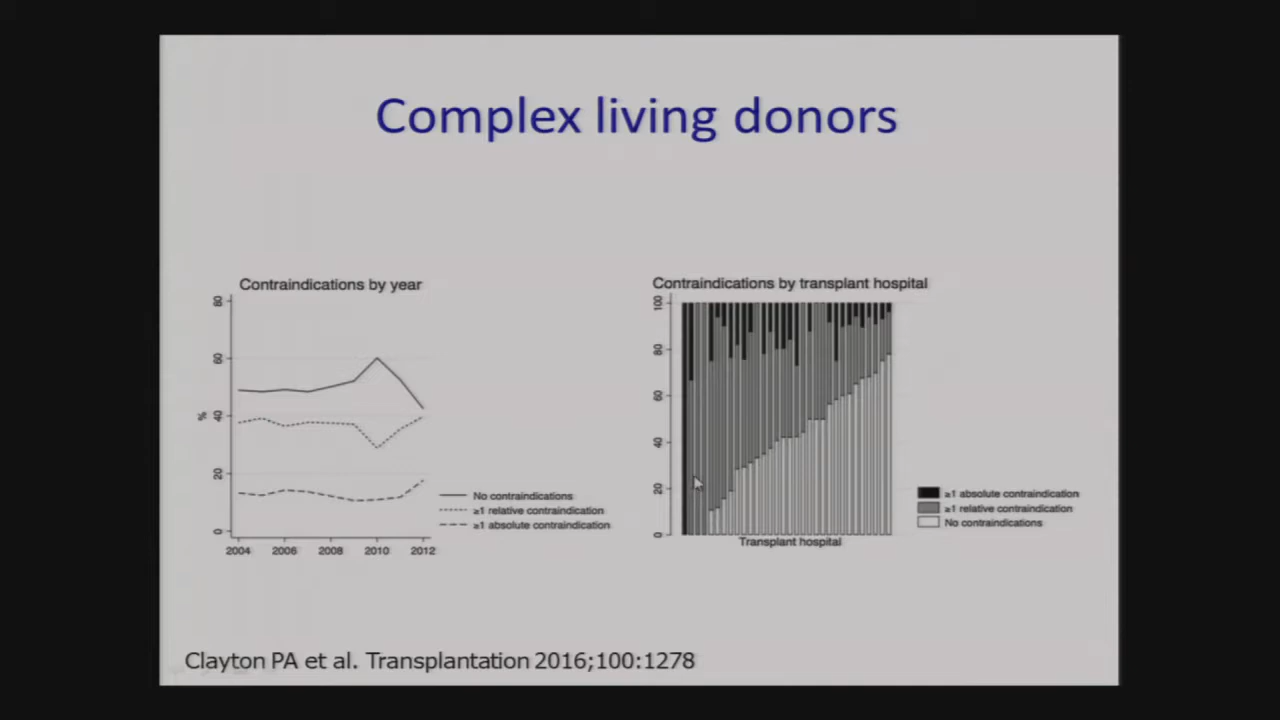 Complex living donors
Contraindications by year
80
60
40
20
0
%
2004 2006 2008 2010 2012
No contraindications
≥1 relative contraindication
≥1 absolute contraindication
Contraindications by transplant hospital
100
80
60
40
20
0
Transplant hospital
≥1 absolute contraindication
≥1 relative contraindication
No contraindications
Clayton PA et al. Transplantation 2016;100:1278